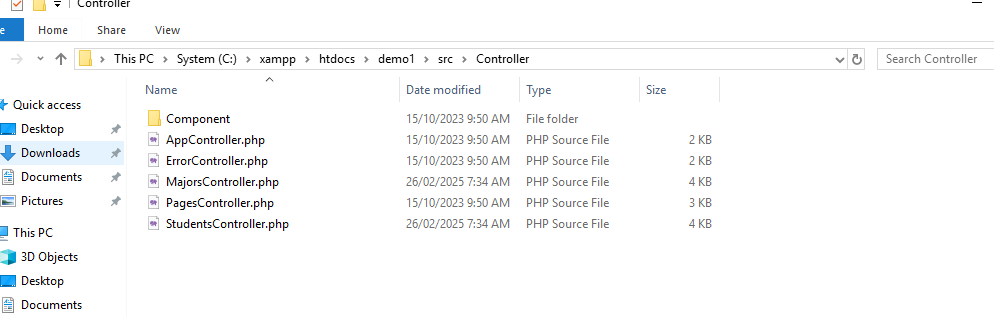 Controller
Home Share View
This PC System (C:) xampp htdocs demo1 src Controller Search Controller
Name Date modified Type Size
Quick access
Desktop
Downloads
Documents
Pictures
This PC
3D Objects
Desktop
Documents
Component 15/10/2023 9:50 AM File folder
AppController.php 15/10/2023 9:50 AM PHP Source File 2 KB
ErrorController.php 15/10/2023 9:50 AM PHP Source File 2 KB
MajorsController.php 26/02/2025 7:34 AM PHP Source File 4 KB
PagesController.php 15/10/2023 9:50 AM PHP Source File 3 KB
StudentsController.php 26/02/2025 7:34 AM PHP Source File 4 KB